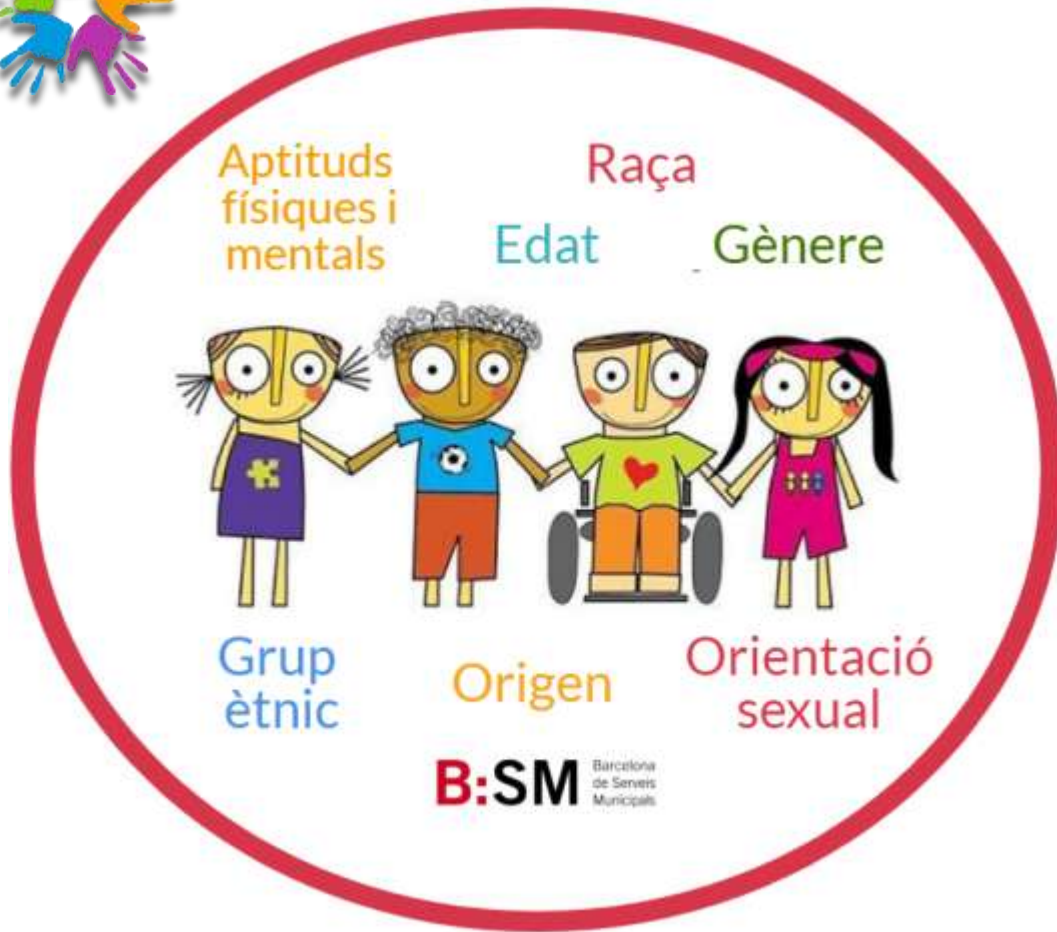 Aptituds
físiques i
mentals
Raça
Edat
Gènere
Grup
ètnic
Origen
Orientació
sexual
B:SM
Barcelona
de Serveis
Municipals